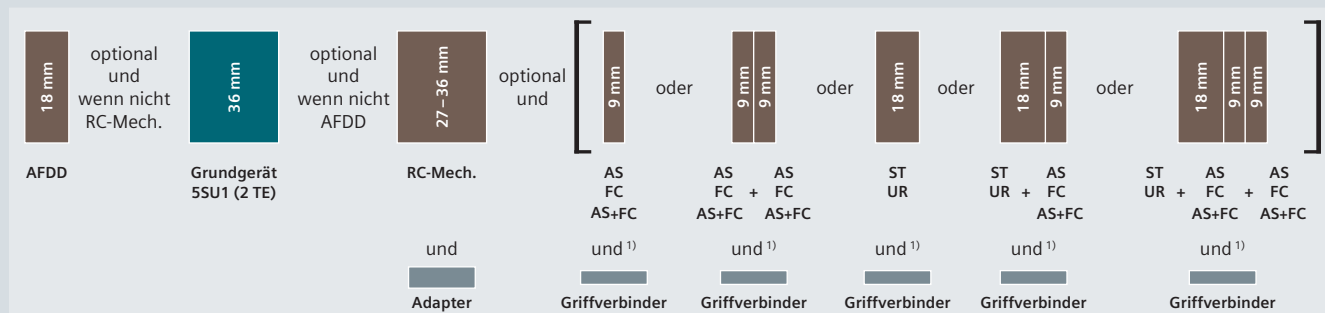 18 mm
optional
und
wenn nicht
RC-Mech.
36 mm
optional
und
wenn nicht
AFDD
27–36 mm
optional
und
9 mm
oder
9 mm
9 mm
oder
18 mm
oder
18 mm
9 mm
oder
18 mm
9 mm
9 mm
AFDD
Grundgerät
5SU1 (2 TE)
RC-Mech.
AS
FC
AS+FC
AS AS
FC + FC
AS+FC AS+FC
ST
UR
ST AS
UR + FC
AS+FC
ST AS AS
UR + FC + FC
AS+FC AS+FC
und
und 1)
und 1)
und 1)
und 1)
und 1)
Adapter
Griffverbinder
Griffverbinder
Griffverbinder
Griffverbinder
Griffverbinder